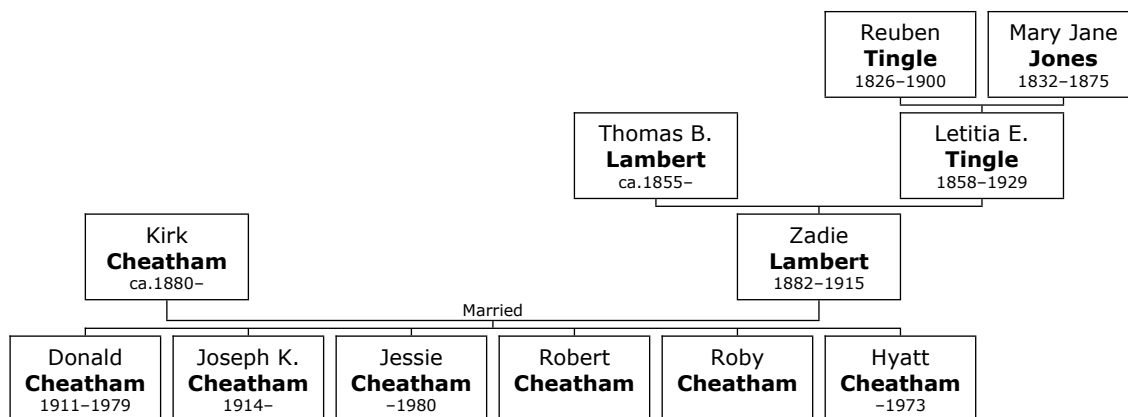 Reuben
Tingle
1826–1900
Mary Jane
Jones
1832–1875
Thomas B.
Lambert
ca.1855–
Letitia E.
Tingle
1858–1929
Kirk
Cheatham
ca.1880–
Zadie
Lambert
1882–1915
Married
Donald
Cheatham
1911–1979
Joseph K.
Cheatham
1914–
Jessie
Cheatham
–1980
Robert
Cheatham
Roby
Cheatham
Hyatt
Cheatham
–1973